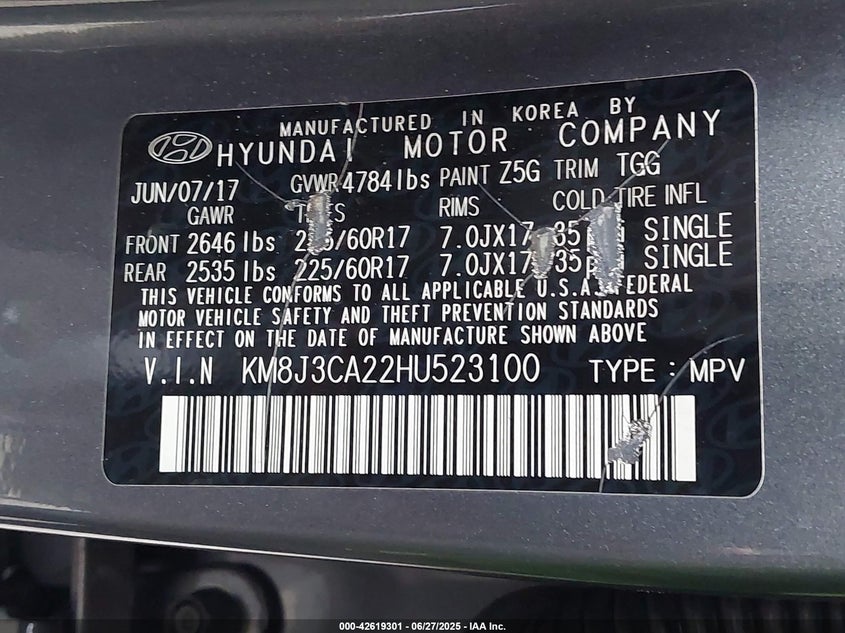 MANUFACTURED IN KOREA BY
HYUNDAI MOTOR COMPANY
JUN/07/17 GVWR 4784 lbs PAINT Z5G TRIM TGG
GAWR RIMS COLD TIRE INFL
FRONT 2646 lbs 7.0JX17 SINGLE
REAR 2535 lbs 225/60R17 7.0JX17 SINGLE
THIS VEHICLE CONFORMS TO ALL APPLICABLE U.S.A. FEDERAL
MOTOR VEHICLE SAFETY AND THEFT PREVENTION STANDARDS
IN EFFECT ON THE DATE OF MANUFACTURE SHOWN ABOVE
V.I.N KM8J3CA22HU523100 TYPE : MPV
000-42619301 - 06/27/2025 - IAA Inc.